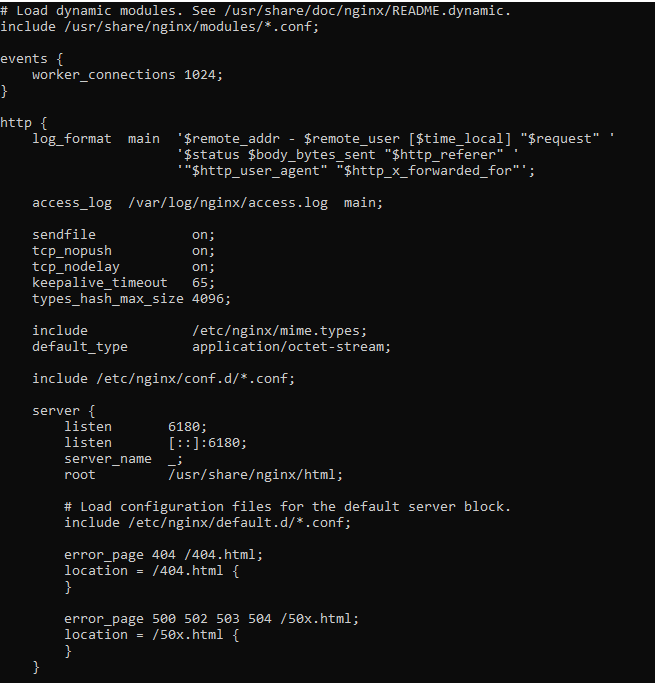 # Load dynamic modules. See /usr/share/doc/nginx/README.dynamic.
include /usr/share/nginx/modules/*.conf;

events {
    worker_connections 1024;
}

http {
    log_format  main  '$remote_addr - $remote_user [$time_local] "$request" '
                      '$status $body_bytes_sent "$http_referer" '
                      '"$http_user_agent" "$http_x_forwarded_for"';

    access_log  /var/log/nginx/access.log  main;

    sendfile            on;
    tcp_nopush          on;
    tcp_nodelay         on;
    keepalive_timeout   65;
    types_hash_max_size 4096;

    include             /etc/nginx/mime.types;
    default_type        application/octet-stream;

    include /etc/nginx/conf.d/*.conf;

    server {
        listen       6180;
        listen       [::]:6180;
        server_name  _;
        root         /usr/share/nginx/html;

        # Load configuration files for the default server block.
        include /etc/nginx/default.d/*.conf;

        error_page 404 /404.html;
        location = /404.html {
        }

        error_page 500 502 503 504 /50x.html;
        location = /50x.html {
        }
    }